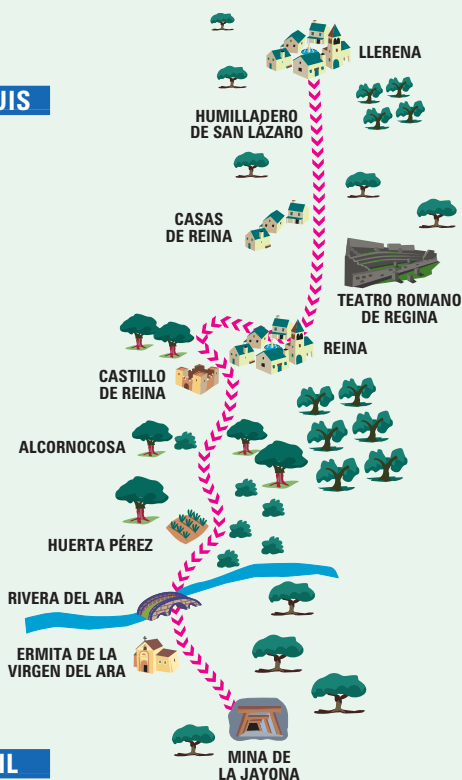 LLERENA
UIS
HUMILLADERO
DE SAN LÁZARO
CASAS
DE REINA
TEATRO ROMANO
DE REGINA
REINA
CASTILLO
DE REINA
ALCORNOCOSA
HUERTA PÉREZ
RIVERA DEL ARA
ERMITA DE LA
VIRGEN DEL ARA
MINA DE
LA JAYONA
IL